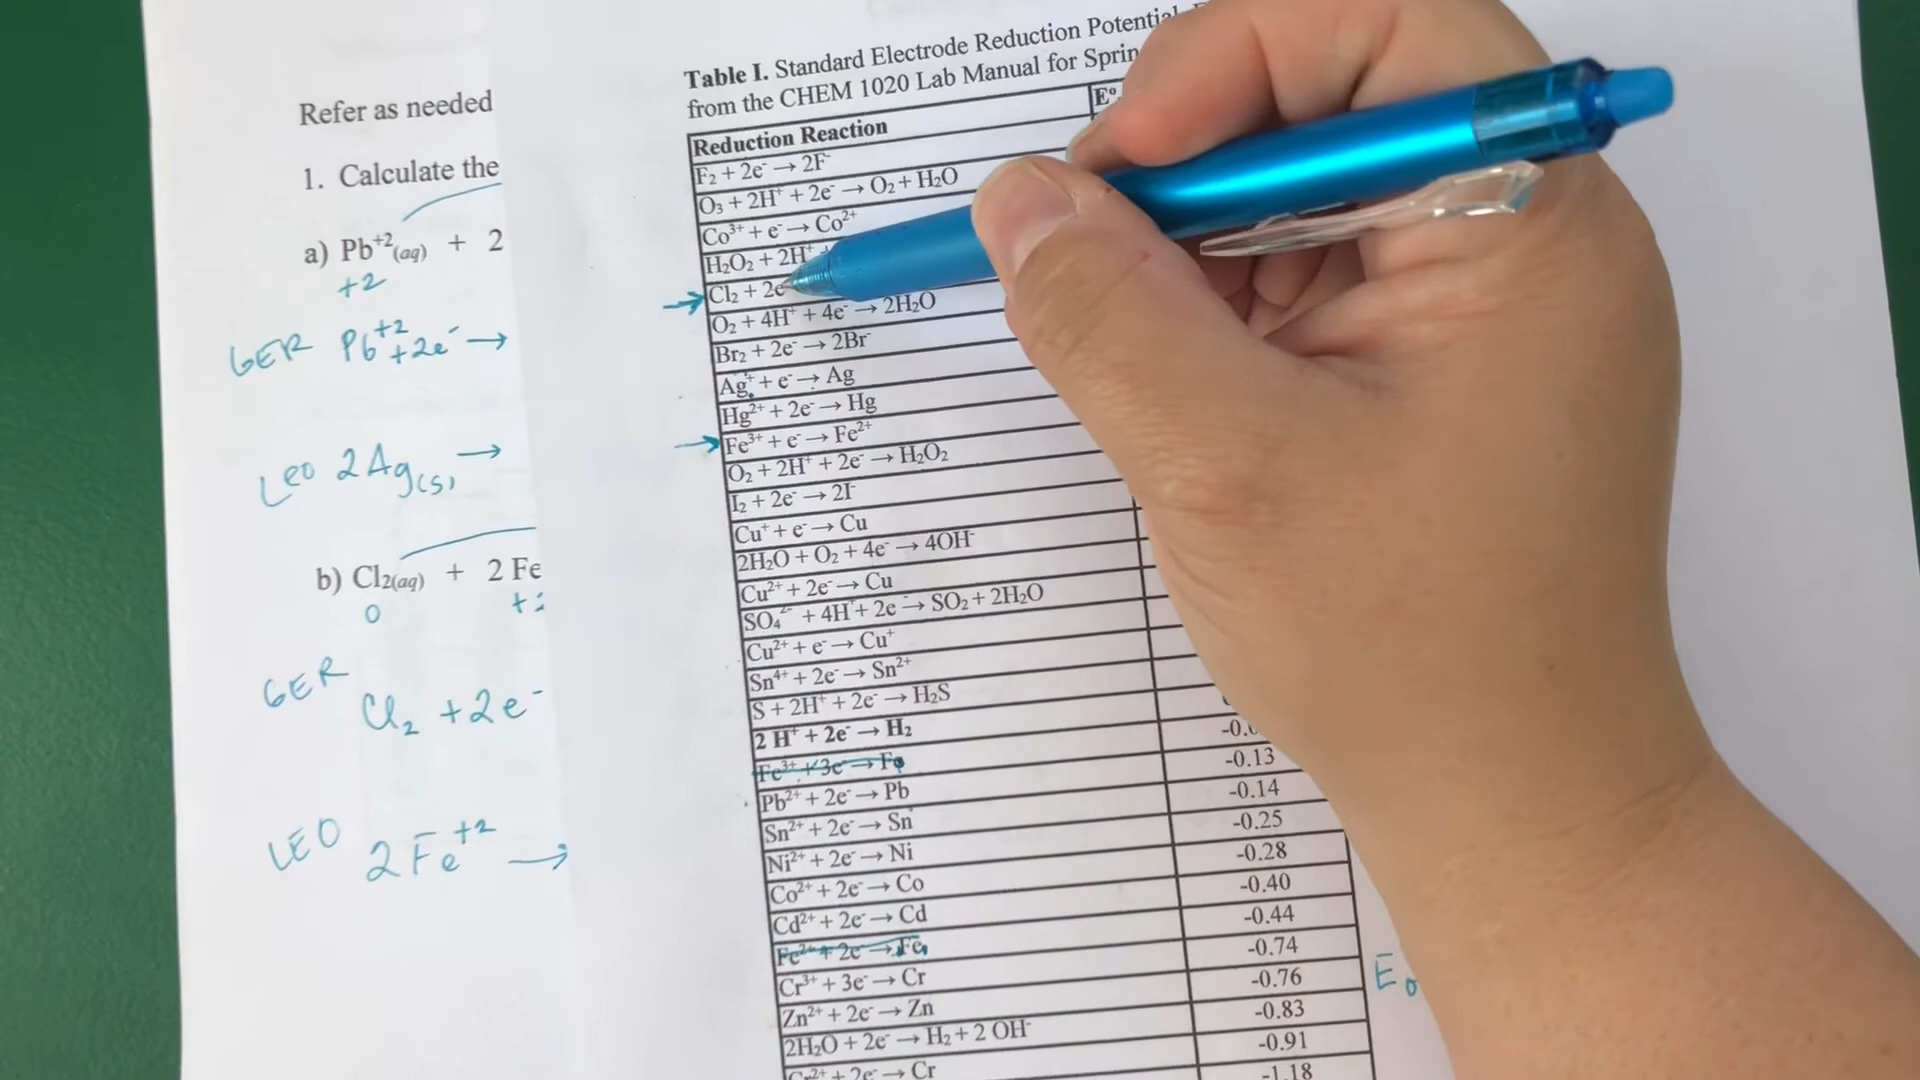 Refer as needed
1. Calculate the
a) Pb⁺²(aq) + 2
+2
GER Pb⁺² + 2e⁻ →
LEO 2Ag(s) →
b) Cl₂(aq) + 2 Fe
0
GER
Cl₂ + 2e⁻
LEO 2Fe⁺² →
Table I. Standard Electrode Reduction
from the CHEM 1020 Lab Manual for
Reduction Reaction E°
F₂ + 2e⁻ → 2F⁻
O₃ + 2H⁺ + 2e⁻ → O₂ + H₂O
Co³⁺ + e⁻ → Co²⁺
H₂O₂ + 2H⁺
Cl₂ + 2e⁻
O₂ + 4H⁺ + 4e⁻ → 2H₂O
Br₂ + 2e⁻ → 2Br⁻
Ag⁺ + e⁻ → Ag
Hg²⁺ + 2e⁻ → Hg
Fe³⁺ + e⁻ → Fe²⁺
O₂ + 2H⁺ + 2e⁻ → H₂O₂
I₂ + 2e⁻ → 2I⁻
Cu⁺ + e⁻ → Cu
2H₂O + O₂ + 4e⁻ → 4OH⁻
Cu²⁺ + 2e⁻ → Cu
SO₄²⁻ + 4H⁺ + 2e⁻ → SO₂ + 2H₂O
Cu²⁺ + e⁻ → Cu⁺
Sn⁴⁺ + 2e⁻ → Sn²⁺
S + 2H⁺ + 2e⁻ → H₂S
2 H⁺ + 2e⁻ → H₂
Fe³⁺ + 3e⁻ → Fe
Pb²⁺ + 2e⁻ → Pb
Sn²⁺ + 2e⁻ → Sn
Ni²⁺ + 2e⁻ → Ni
Co²⁺ + 2e⁻ → Co
Cd²⁺ + 2e⁻ → Cd
Fe²⁺ + 2e⁻ → Fe
Cr³⁺ + 3e⁻ → Cr
Zn²⁺ + 2e⁻ → Zn
2H₂O + 2e⁻ → H₂ + 2 OH⁻
+ 2e⁻ → Cr
-0.13
-0.14
-0.25
-0.28
-0.40
-0.44
-0.74
-0.76
-0.83
-0.91
-1.18
E₀